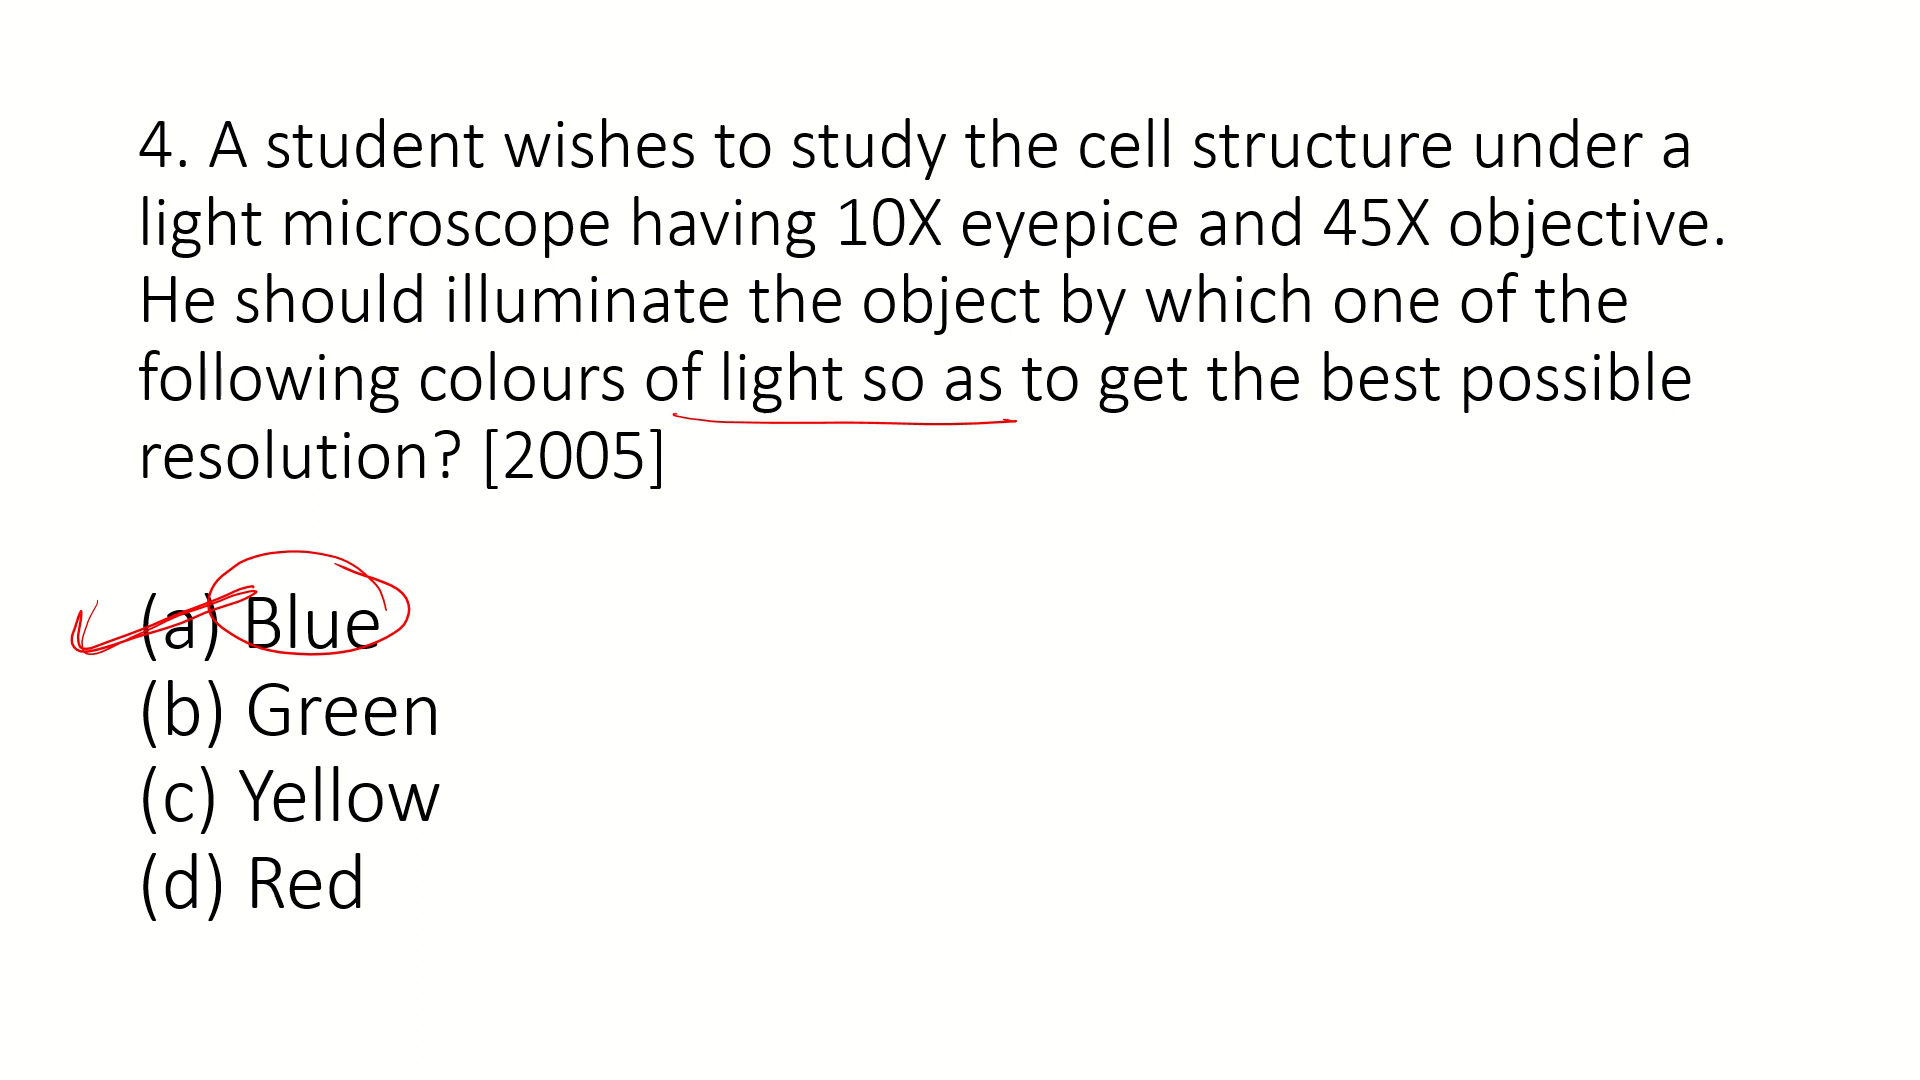 4. A student wishes to study the cell structure under a
light microscope having 10X eyepice and 45X objective.
He should illuminate the object by which one of the
following colours of light so as to get the best possible
resolution? [2005]
(a) Blue
(b) Green
(c) Yellow
(d) Red